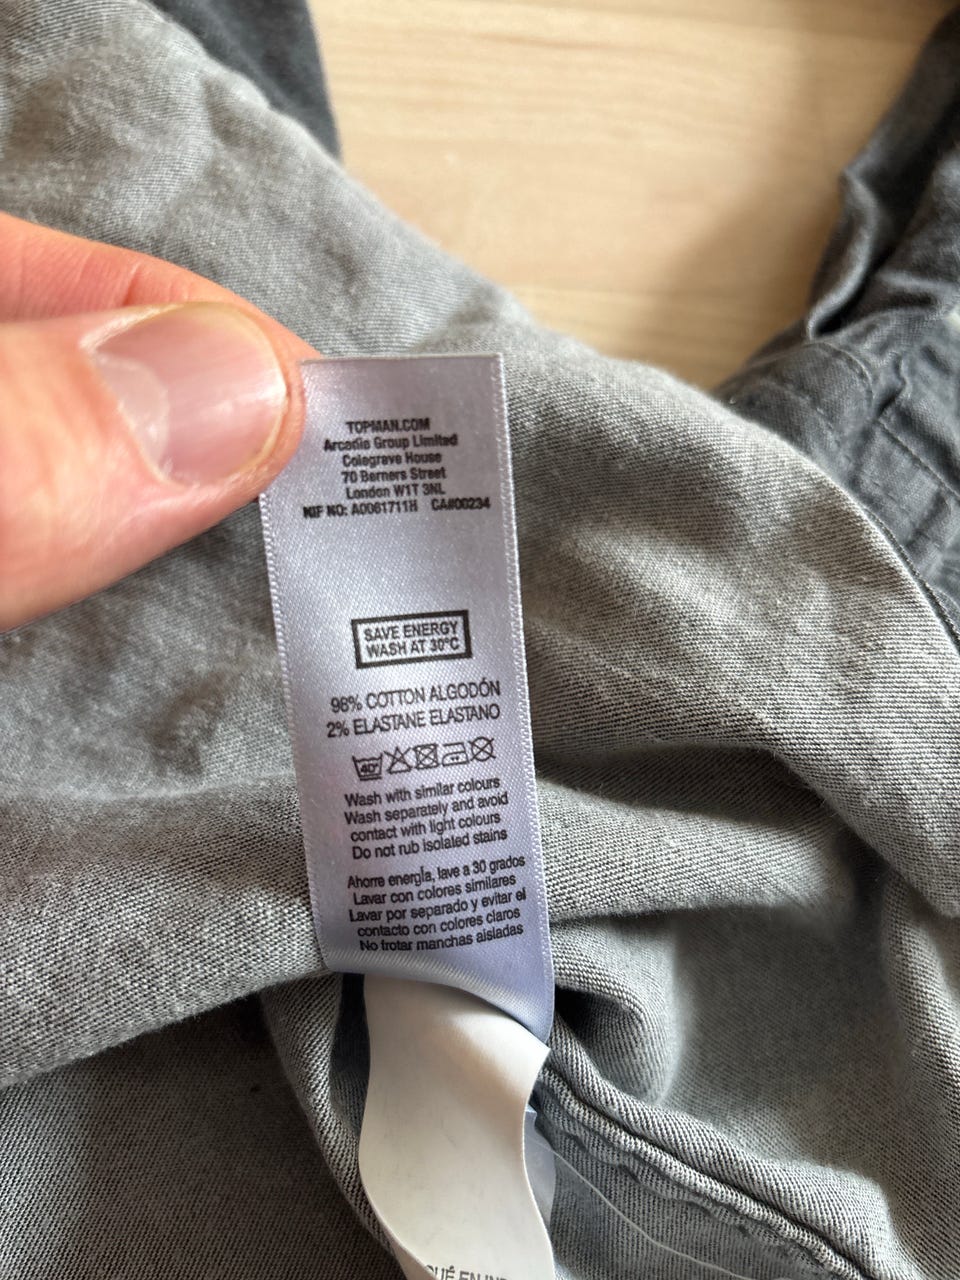 TOPMAN.COM
Arcadia Group Limited
Colegrave House
70 Berners Street
London W1T 3NL
NIF NO: A0061711H CA#00234
SAVE ENERGY
WASH AT 30°C
98% COTTON ALGODÓN
2% ELASTANE ELASTANO
40°
Wash with similar colours
Wash separately and avoid
contact with light colours
Do not rub isolated stains
Ahorre energía, lave a 30 grados
Lavar con colores similares
Lavar por separado y evitar el
contacto con colores claros
No frotar manchas aisladas
EN